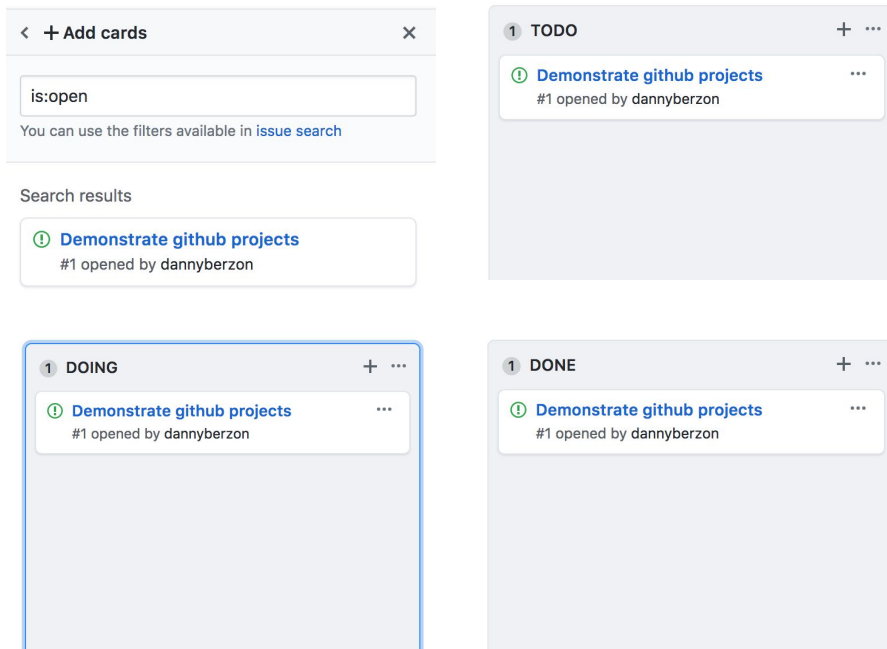 + Add cards
is:open
You can use the filters available in issue search
Search results
Demonstrate github projects
#1 opened by dannyberzon
1 TODO
Demonstrate github projects
#1 opened by dannyberzon
1 DOING
Demonstrate github projects
#1 opened by dannyberzon
1 DONE
Demonstrate github projects
#1 opened by dannyberzon